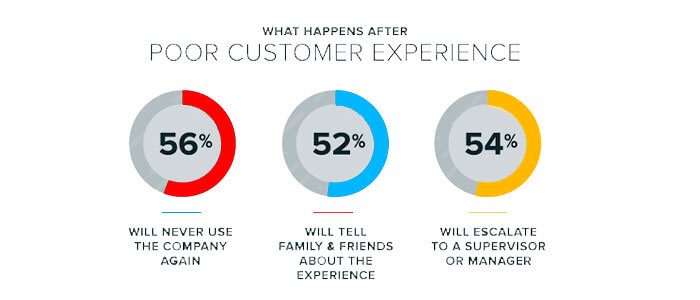 WHAT HAPPENS AFTER
POOR CUSTOMER EXPERIENCE
56%
52%
54%
WILL NEVER USE
THE COMPANY
AGAIN
WILL TELL
FAMILY & FRIENDS
ABOUT THE
EXPERIENCE
WILL ESCALATE
TO A SUPERVISOR
OR MANAGER